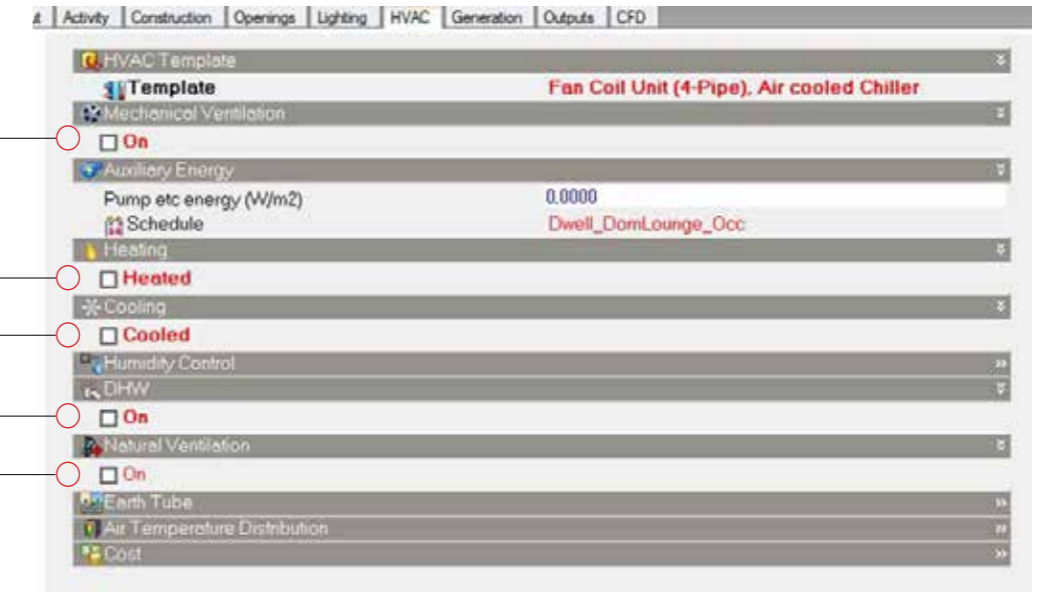 t Activity Construction Openings Lighting HVAC Generation Outputs CFD
HVAC Template
Template Fan Coil Unit (4-Pipe), Air cooled Chiller
Mechanical Ventilation
On
Auxiliary Energy
Pump etc energy (W/m2) 0.0000
Schedule Dwell_DomLounge_Occ
Heating
Heated
Cooling
Cooled
Humidity Control
DHW
On
Natural Ventilation
On
Earth Tube
Air Temperature Distribution
Cost